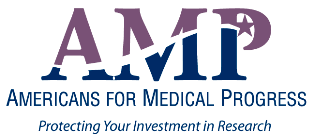 AMP
AMERICANS FOR MEDICAL PROGRESS
Protecting Your Investment in Research